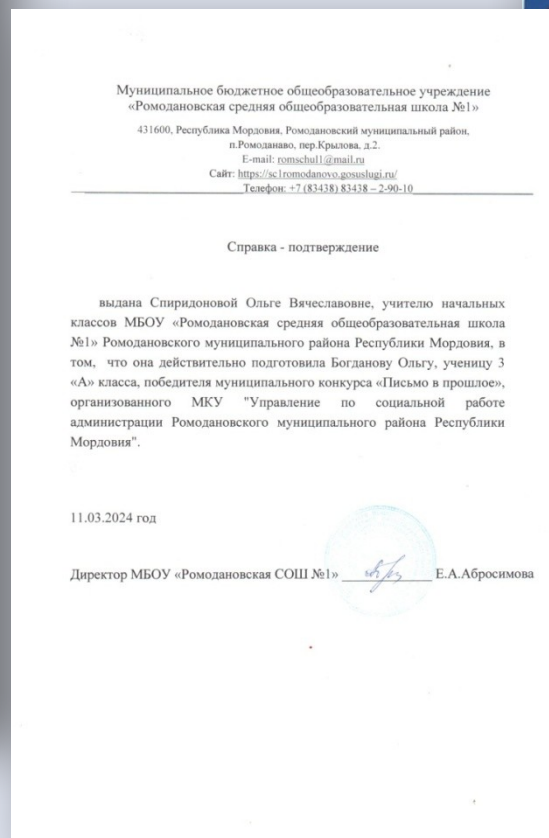 Муниципальное бюджетное общеобразовательное учреждение
«Ромодановская средняя общеобразовательная школа №1»
431600, Республика Мордовия, Ромодановский муниципальный район,
п.Ромоданаво, пер.Крылова, д.2.
E-mail: romschul1@mail.ru
Сайт: https://sc1romodanovo.gosuslugi.ru/
Телефон: +7 (83438) 83438 – 2-90-10
Справка - подтверждение
выдана Спиридоновой Ольге Вячеславовне, учителю начальных
классов МБОУ «Ромодановская средняя общеобразовательная школа
№1» Ромодановского муниципального района Республики Мордовия, в
том, что она действительно подготовила Богданову Ольгу, ученицу 3
«А» класса, победителя муниципального конкурса «Письмо в прошлое»,
организованного МКУ "Управление по социальной работе
администрации Ромодановского муниципального района Республики
Мордовия".
11.03.2024 год
Директор МБОУ «Ромодановская СОШ №1» ______________ Е.А.Абросимова